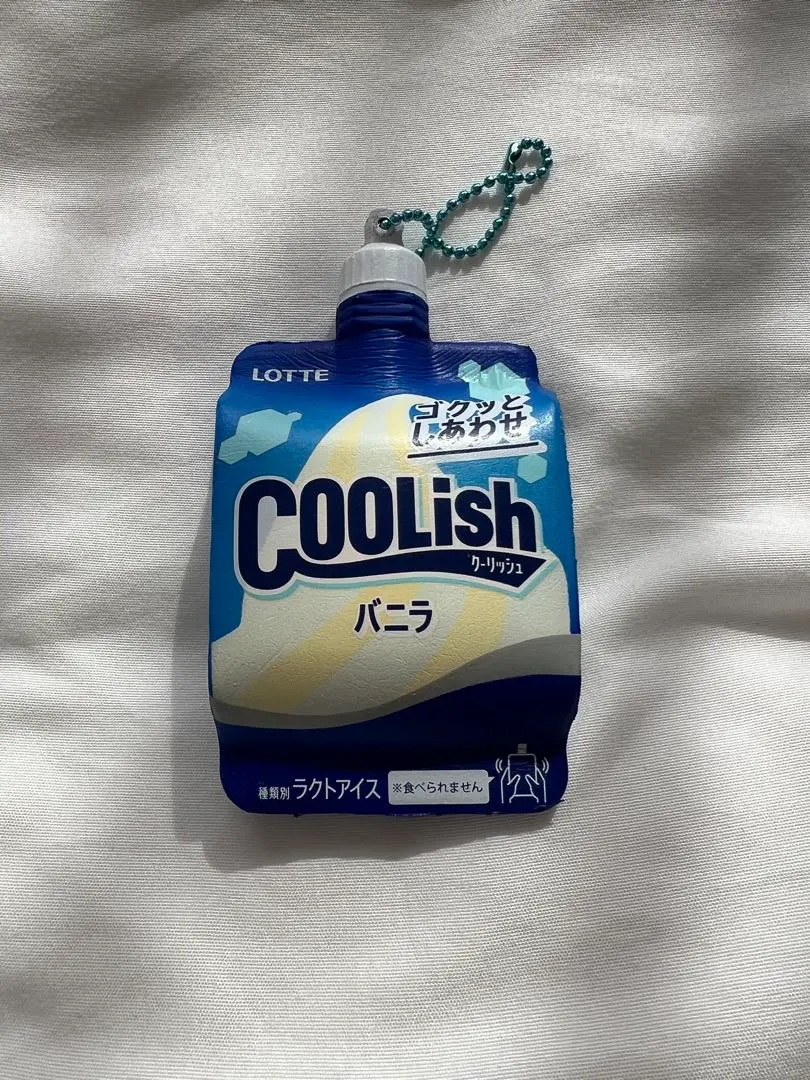 LOTTE
ゴクッと
しあわせ
COOLish
クーリッシュ
バニラ
種類別 ラクトアイス ※食べられません